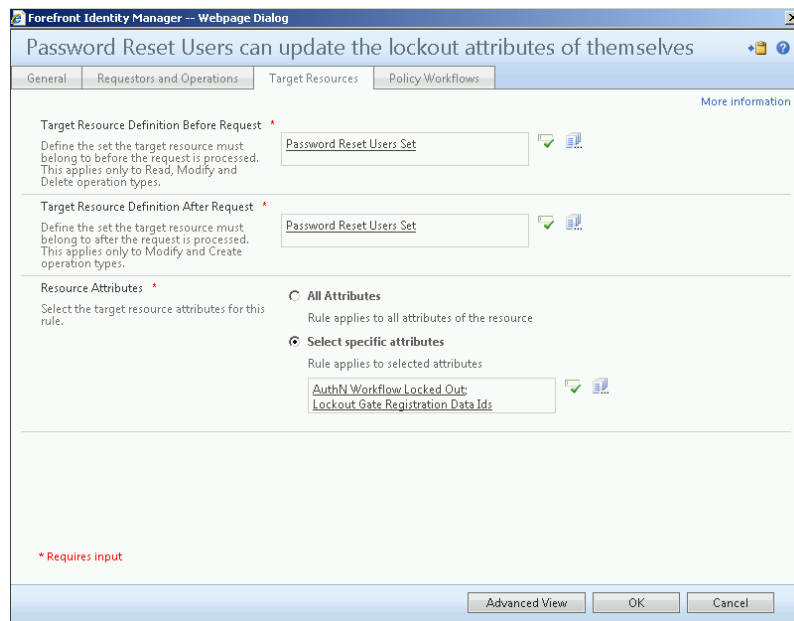 Forefront Identity Manager -- Webpage Dialog
Password Reset Users can update the lockout attributes of themselves
General Requestors and Operations Target Resources Policy Workflows
More information
Target Resource Definition Before Request *
Define the set the target resource must
belong to before the request is processed.
This applies only to Read, Modify and
Delete operation types.
Password Reset Users Set
Target Resource Definition After Request *
Define the set the target resource must
belong to after the request is processed.
This applies only to Modify and Create
operation types.
Password Reset Users Set
Resource Attributes *
Select the target resource attributes for this
rule.
All Attributes
Rule applies to all attributes of the resource
Select specific attributes
Rule applies to selected attributes
AuthN Workflow Locked Out;
Lockout Gate Registration Data Ids
* Requires input
Advanced View OK Cancel